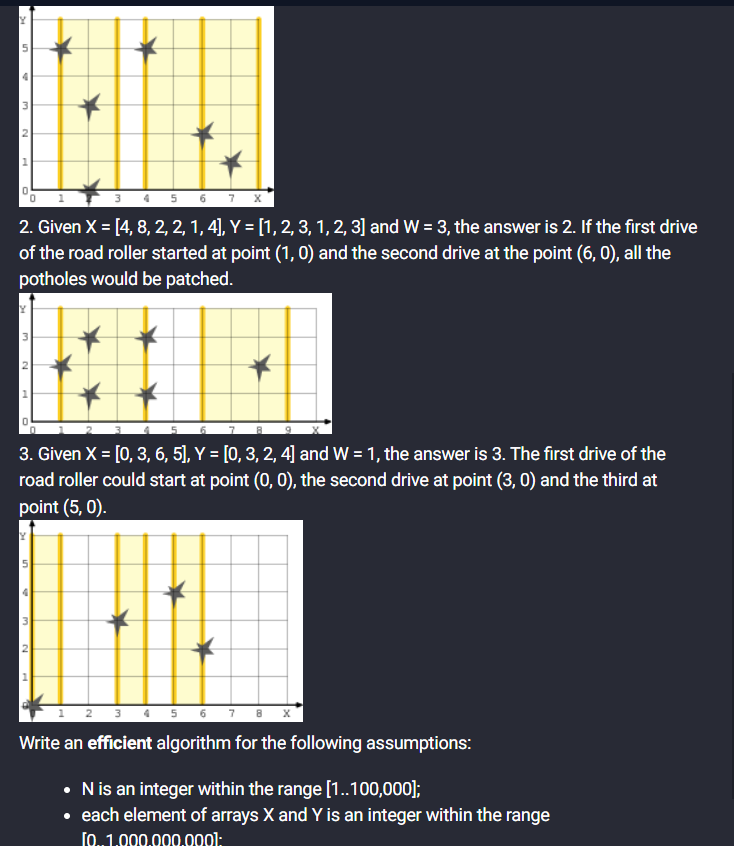 Y
5
4
3
2
1
0
0 1 2 3 4 5 6 7 X
2. Given X = [4, 8, 2, 2, 1, 4], Y = [1, 2, 3, 1, 2, 3] and W = 3, the answer is 2. If the first drive
of the road roller started at point (1, 0) and the second drive at the point (6, 0), all the
potholes would be patched.
Y
3
2
1
0
0 1 2 3 4 5 6 7 8 9 X
3. Given X = [0, 3, 6, 5], Y = [0, 3, 2, 4] and W = 1, the answer is 3. The first drive of the
road roller could start at point (0, 0), the second drive at point (3, 0) and the third at
point (5, 0).
Y
5
4
3
2
1
0
1 2 3 4 5 6 7 8 X
Write an efficient algorithm for the following assumptions:
• N is an integer within the range [1..100,000];
• each element of arrays X and Y is an integer within the range
[0..1,000,000,000];